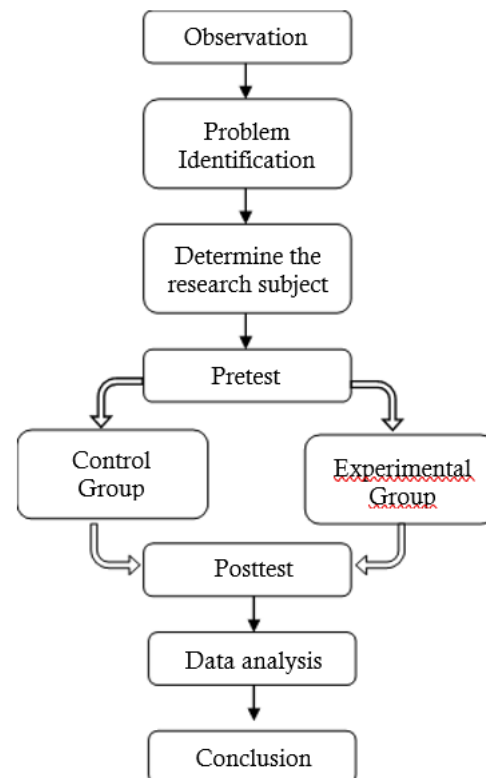 Observation
Problem
Identification
Determine the
research subject
Pretest
Control
Group
Experimental
Group
Posttest
Data analysis
Conclusion